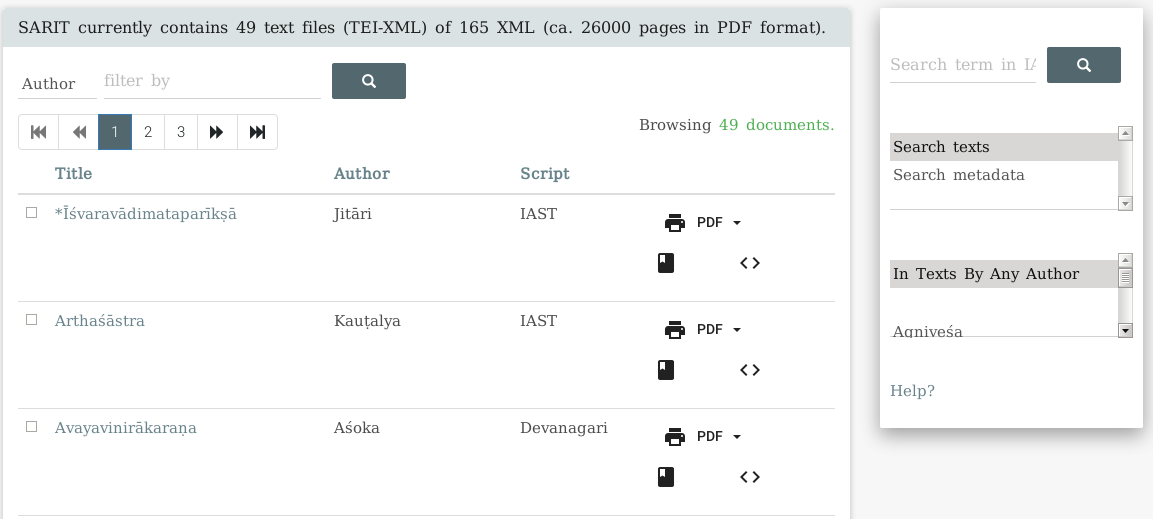 SARIT currently contains 49 text files (TEI-XML) of 165 XML (ca. 26000 pages in PDF format).
Author filter by
1 2 3
Browsing 49 documents.
Title Author Script
*Īśvaravādimataparīkṣā Jitāri IAST PDF
Arthaśāstra Kauṭalya IAST PDF
Avayavinirākaraṇa Aśoka Devanagari PDF
Search term in IA
Search texts
Search metadata
In Texts By Any Author
Agniveśa
Help?